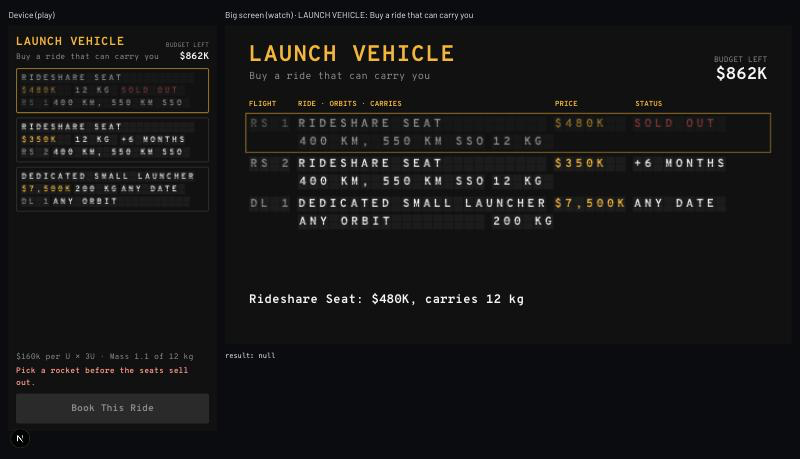 Device (play)
LAUNCH VEHICLE
Buy a ride that can carry you
BUDGET LEFT
$862K
RIDESHARE SEAT
$480K 12 KG SOLD OUT
RS 1 400 KM, 550 KM SSO
RIDESHARE SEAT
$350K 12 KG +6 MONTHS
RS 2 400 KM, 550 KM SSO
DEDICATED SMALL LAUNCHER
$7,500K 200 KG ANY DATE
DL 1 ANY ORBIT
$160k per U × 3U · Mass 1.1 of 12 kg
Pick a rocket before the seats sell
out.
Book This Ride
N
Big screen (watch) · LAUNCH VEHICLE: Buy a ride that can carry you
LAUNCH VEHICLE
Buy a ride that can carry you
BUDGET LEFT
$862K
FLIGHT RIDE · ORBITS · CARRIES PRICE STATUS
RS 1 RIDESHARE SEAT $480K SOLD OUT
400 KM, 550 KM SSO 12 KG
RS 2 RIDESHARE SEAT $350K +6 MONTHS
400 KM, 550 KM SSO 12 KG
DL 1 DEDICATED SMALL LAUNCHER $7,500K ANY DATE
ANY ORBIT 200 KG
Rideshare Seat: $480K, carries 12 kg
result: null